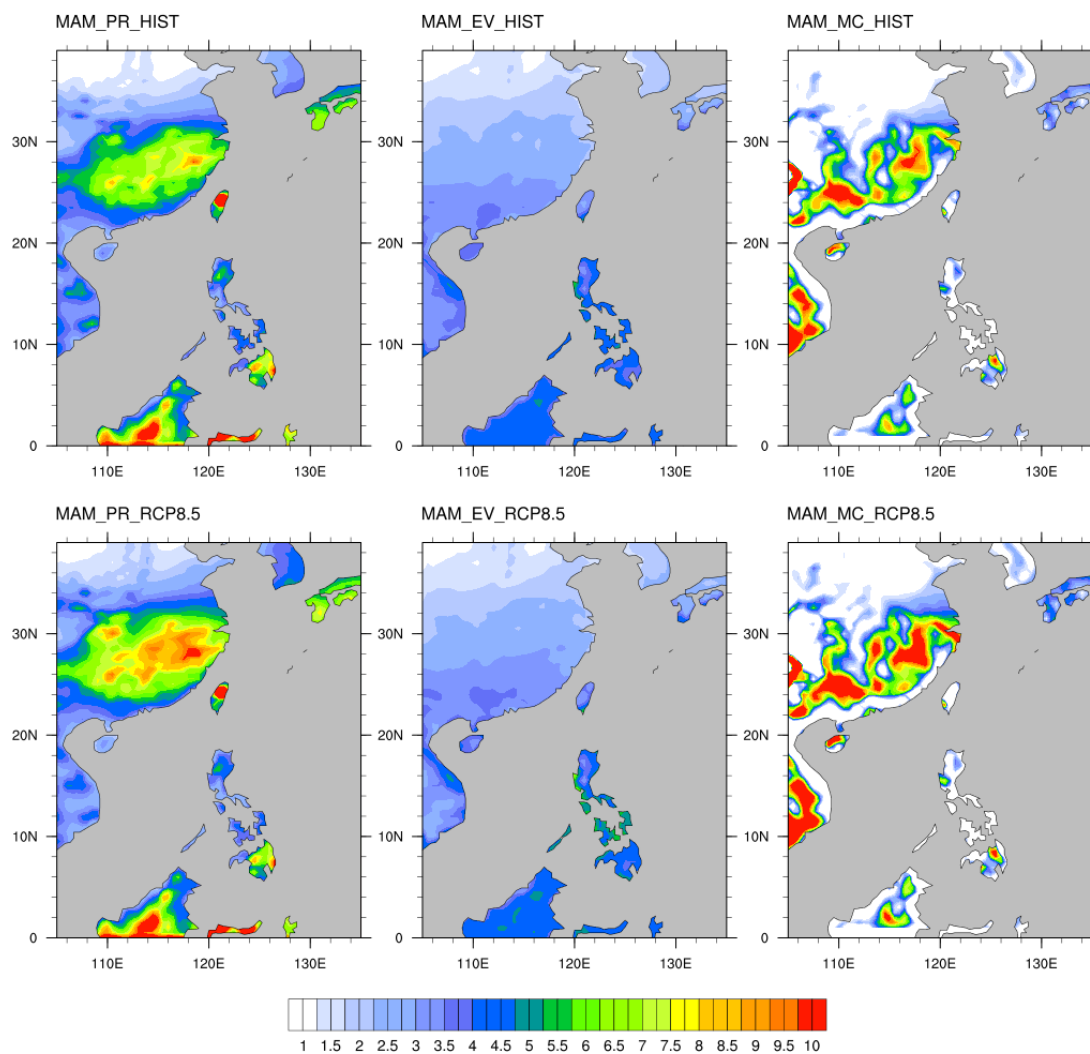 MAM_PR_HIST MAM_EV_HIST MAM_MC_HIST
30N 30N 30N
20N 20N 20N
10N 10N 10N
0 0 0
110E 120E 130E 110E 120E 130E 110E 120E 130E
MAM_PR_RCP8.5 MAM_EV_RCP8.5 MAM_MC_RCP8.5
30N 30N 30N
20N 20N 20N
10N 10N 10N
0 0 0
110E 120E 130E 110E 120E 130E 110E 120E 130E
1 1.5 2 2.5 3 3.5 4 4.5 5 5.5 6 6.5 7 7.5 8 8.5 9 9.5 10